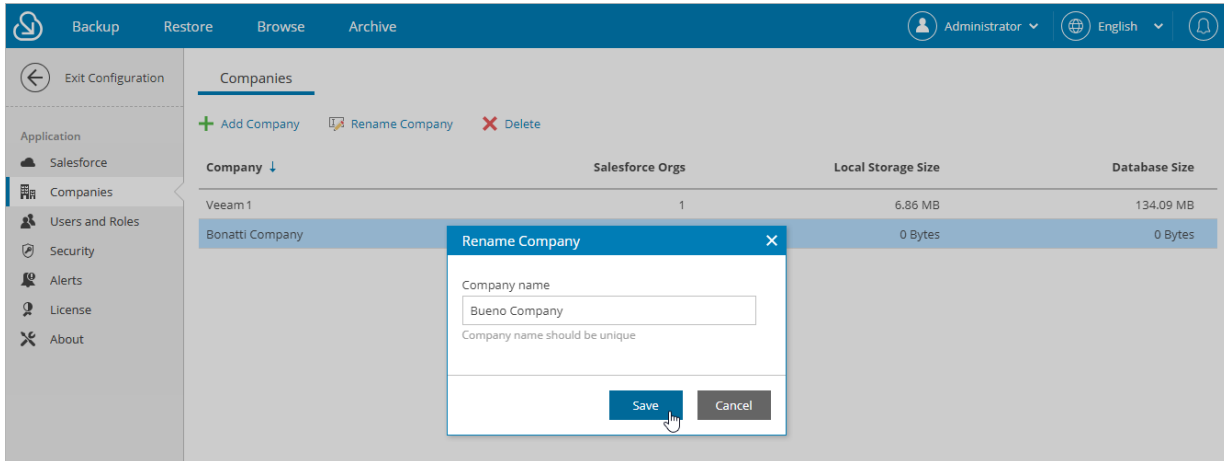 Backup Restore Browse Archive Administrator English
Exit Configuration
Companies
Add Company Rename Company Delete
Application
Salesforce
Companies
Users and Roles
Security
Alerts
License
About
Company ↓ Salesforce Orgs Local Storage Size Database Size
Veeam1 1 6.86 MB 134.09 MB
Bonatti Company 0 Bytes 0 Bytes
Rename Company
Company name
Bueno Company
Company name should be unique
Save Cancel